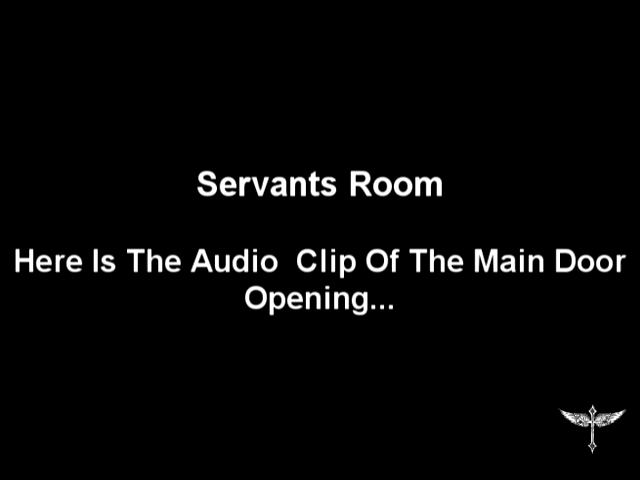 Servants Room
Here Is The Audio  Clip Of The Main Door
Opening...